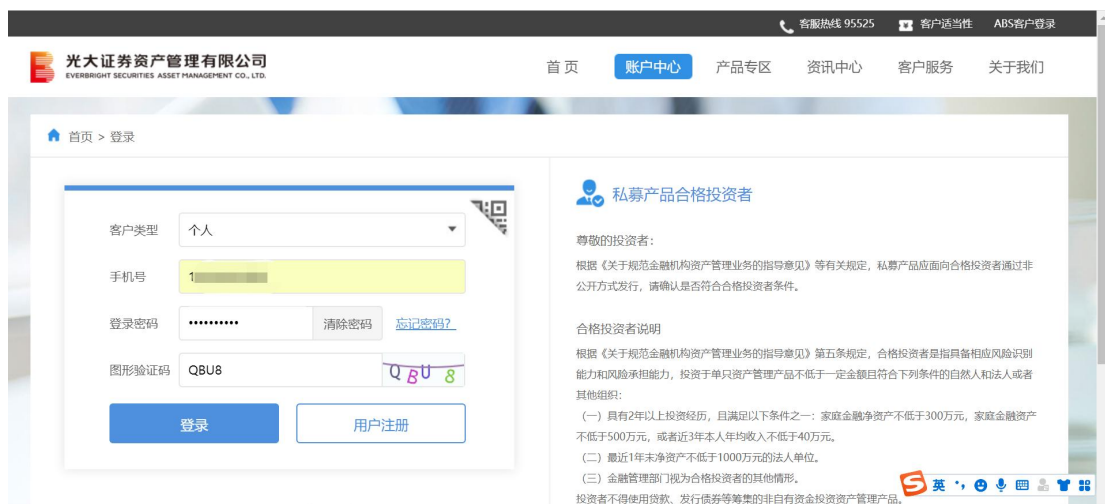 客服热线 95525 客户适当性 ABS客户登录
光大证券资产管理有限公司
EVERBRIGHT SECURITIES ASSET MANAGEMENT CO., LTD.
首 页 账户中心 产品专区 资讯中心 客户服务 关于我们
首页 > 登录
客户类型 个人
手机号 1
登录密码 •••••••••• 清除密码 忘记密码?
图形验证码 QBU8 QBU8
登录 用户注册
私募产品合格投资者
尊敬的投资者：
根据《关于规范金融机构资产管理业务的指导意见》等有关规定，私募产品应面向合格投资者通过非
公开方式发行，请确认是否符合合格投资者条件。
合格投资者说明
根据《关于规范金融机构资产管理业务的指导意见》第五条规定，合格投资者是指具备相应风险识别
能力和风险承担能力，投资于单只资产管理产品不低于一定金额且符合下列条件的自然人和法人或者
其他组织：
（一）具有2年以上投资经历，且满足以下条件之一：家庭金融净资产不低于300万元，家庭金融资产
不低于500万元，或者近3年本人年均收入不低于40万元。
（二）最近1年末净资产不低于1000万元的法人单位。
（三）金融管理部门视为合格投资者的其他情形。
投资者不得使用贷款、发行债券等筹集的非自有资金投资资产管理产品。
英